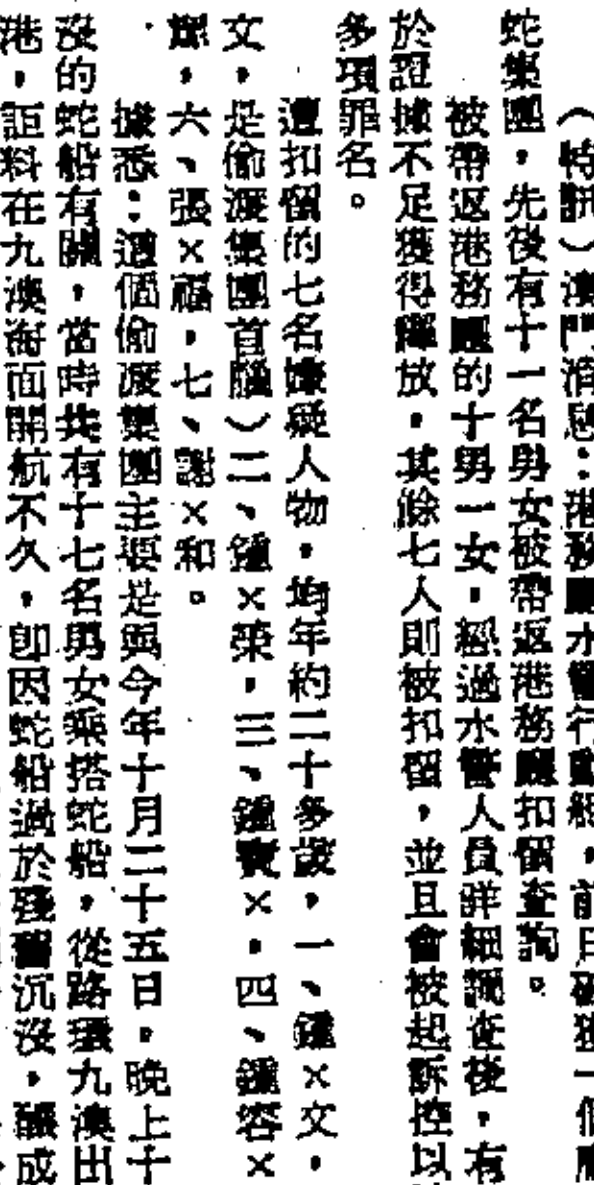 （特訊）澳門消息：港務廳水警行動組，前日破獲一個
蛇集團，先後有十一名男女被帶返港務廳扣留查詢。
被帶返港務廳的十男一女，經過水警人員詳細調查後，有
於證據不足獲得釋放，其餘七人則被扣留，並且會被起訴控以
多項罪名。
遭扣留的七名嫌疑人物，均年約二十多歲，一、鍾×文，
文，是偷渡集團首腦）二、鍾×榮，三、鍾寶×，四、鍾容×
，六、張×福，七、謝×和。
據悉：這個偷渡集團主要是與今年十月二十五日，晚上十
沒的蛇船有關，當時共有十七名男女乘搭蛇船，從路環九澳出
港，詎料在九澳海面開航不久，即因蛇船過於殘舊沉沒，釀成